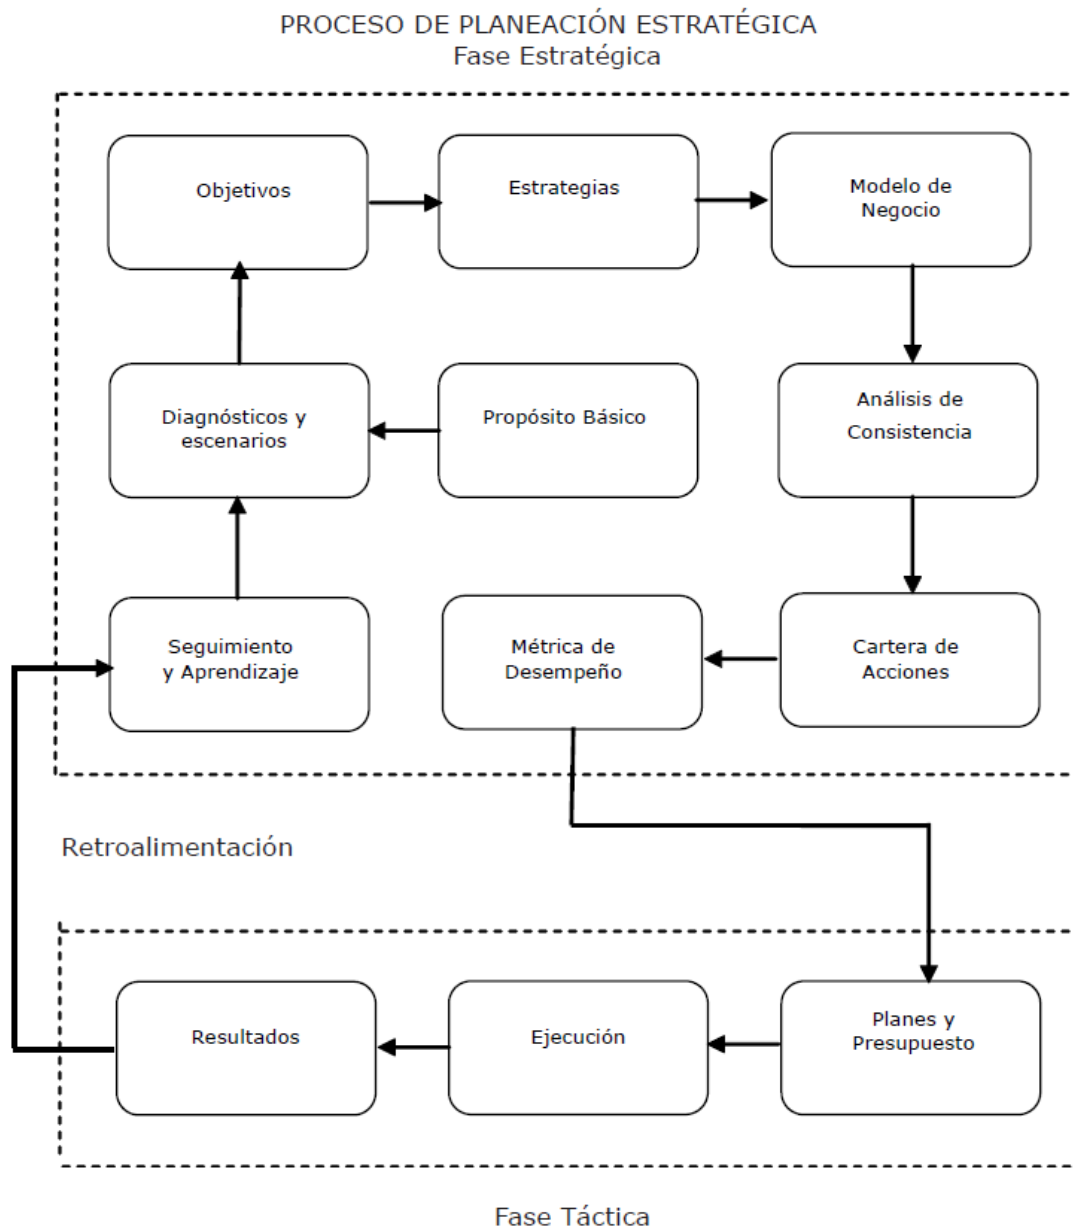 PROCESO DE PLANEACIÓN ESTRATÉGICA
Fase Estratégica
Objetivos
Estrategias
Modelo de
Negocio
Diagnósticos y
escenarios
Propósito Básico
Análisis de
Consistencia
Seguimiento
y Aprendizaje
Métrica de
Desempeño
Cartera de
Acciones
Retroalimentación
Resultados
Ejecución
Planes y
Presupuesto
Fase Táctica